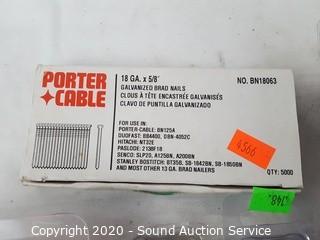 18 GA. x 5/8"
NO. BN18063
GALVANIZED BRAD NAILS
CLOUS À TÊTE ENCASTRÉE GALVANISÉS
CLAVO DE PUNTILLA GALVANIZADO
PORTER
CABLE
FOR USE IN:
PORTER-CABLE: BN125A
DUOFAST: BB4400, DBN-4052C
HITACHI: NT32E
PASLODE: 2138F18
SENCO: SLP20, A125BN, A200BN
STANLEY BOSTITCH: BT35B, SB-1842BN, SB-1850BN
AND MOST OTHER 13 GA. BRAD NAILERS
QTY: 5000
4566
Copyright 2020 - Sound Auction Service